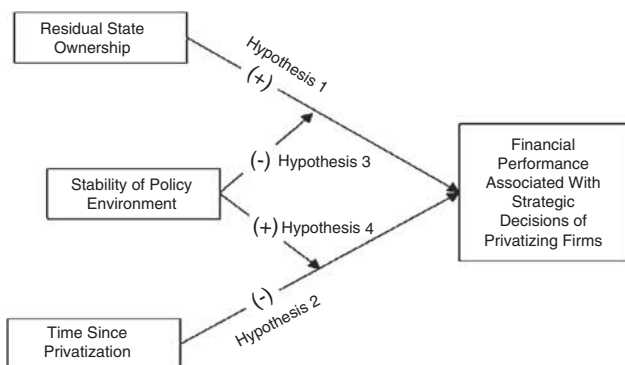 Residual State
Ownership
Hypothesis 1
(+)
(-) Hypothesis 3
Stability of Policy
Environment
(+) Hypothesis 4
Financial
Performance
Associated With
Strategic
Decisions of
Privatizing Firms
(-)
Hypothesis 2
Time Since
Privatization